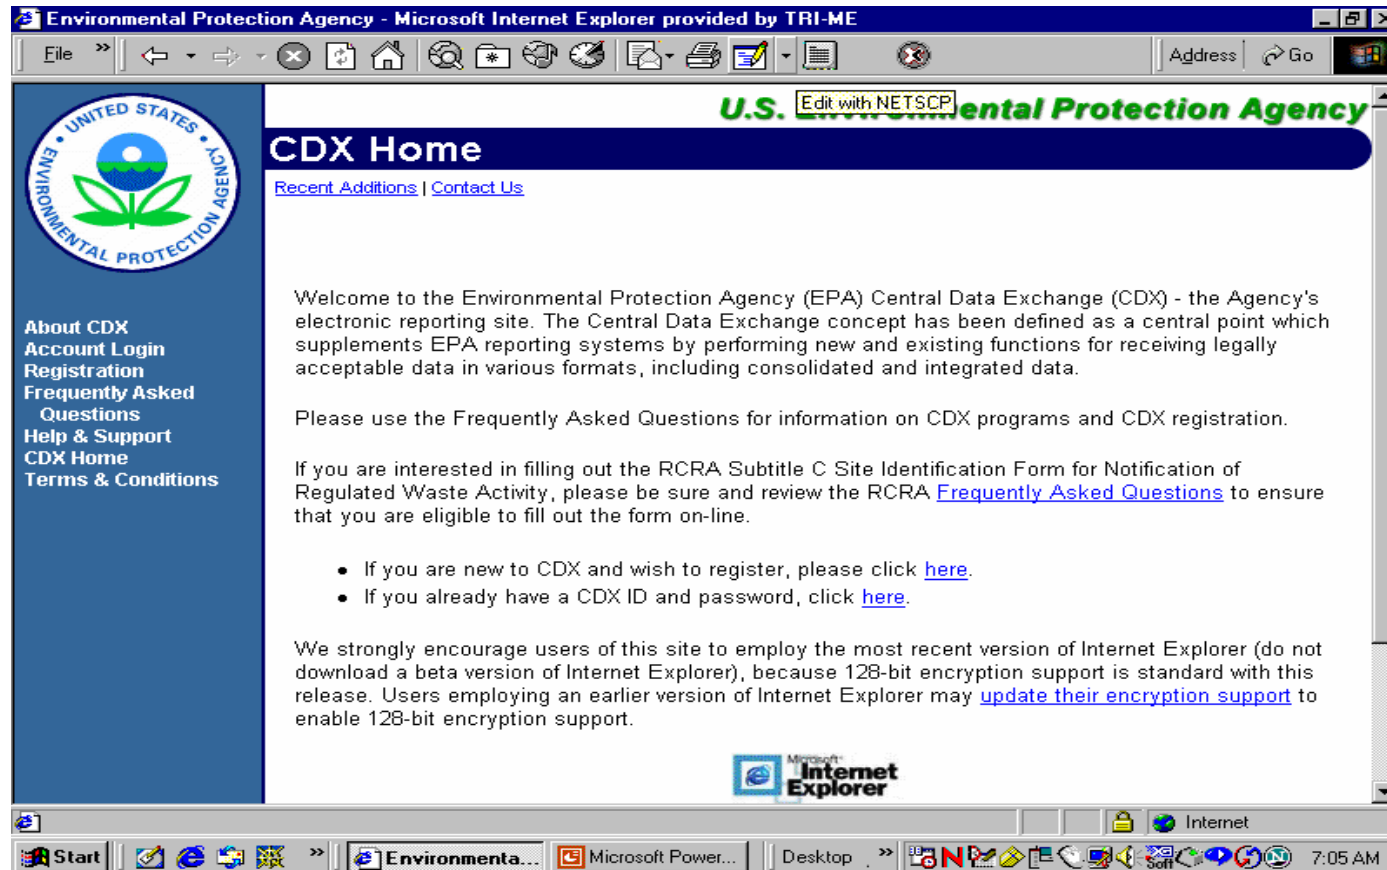 Environmental Protection Agency - Microsoft Internet Explorer provided by TRI-ME
File »
Address Go
UNITED STATES
ENVIRONMENTAL PROTECTION AGENCY
U.S. ental Protection Agency
Edit with NETSCP
CDX Home
Recent Additions | Contact Us
About CDX
Account Login
Registration
Frequently Asked
Questions
Help & Support
CDX Home
Terms & Conditions
Welcome to the Environmental Protection Agency (EPA) Central Data Exchange (CDX) - the Agency's
electronic reporting site. The Central Data Exchange concept has been defined as a central point which
supplements EPA reporting systems by performing new and existing functions for receiving legally
acceptable data in various formats, including consolidated and integrated data.
Please use the Frequently Asked Questions for information on CDX programs and CDX registration.
If you are interested in filling out the RCRA Subtitle C Site Identification Form for Notification of
Regulated Waste Activity, please be sure and review the RCRA Frequently Asked Questions to ensure
that you are eligible to fill out the form on-line.
• If you are new to CDX and wish to register, please click here.
• If you already have a CDX ID and password, click here.
We strongly encourage users of this site to employ the most recent version of Internet Explorer (do not
download a beta version of Internet Explorer), because 128-bit encryption support is standard with this
release. Users employing an earlier version of Internet Explorer may update their encryption support to
enable 128-bit encryption support.
Microsoft
Internet
Explorer
Internet
Start » Environmenta... Microsoft Power... Desktop » 7:05 AM